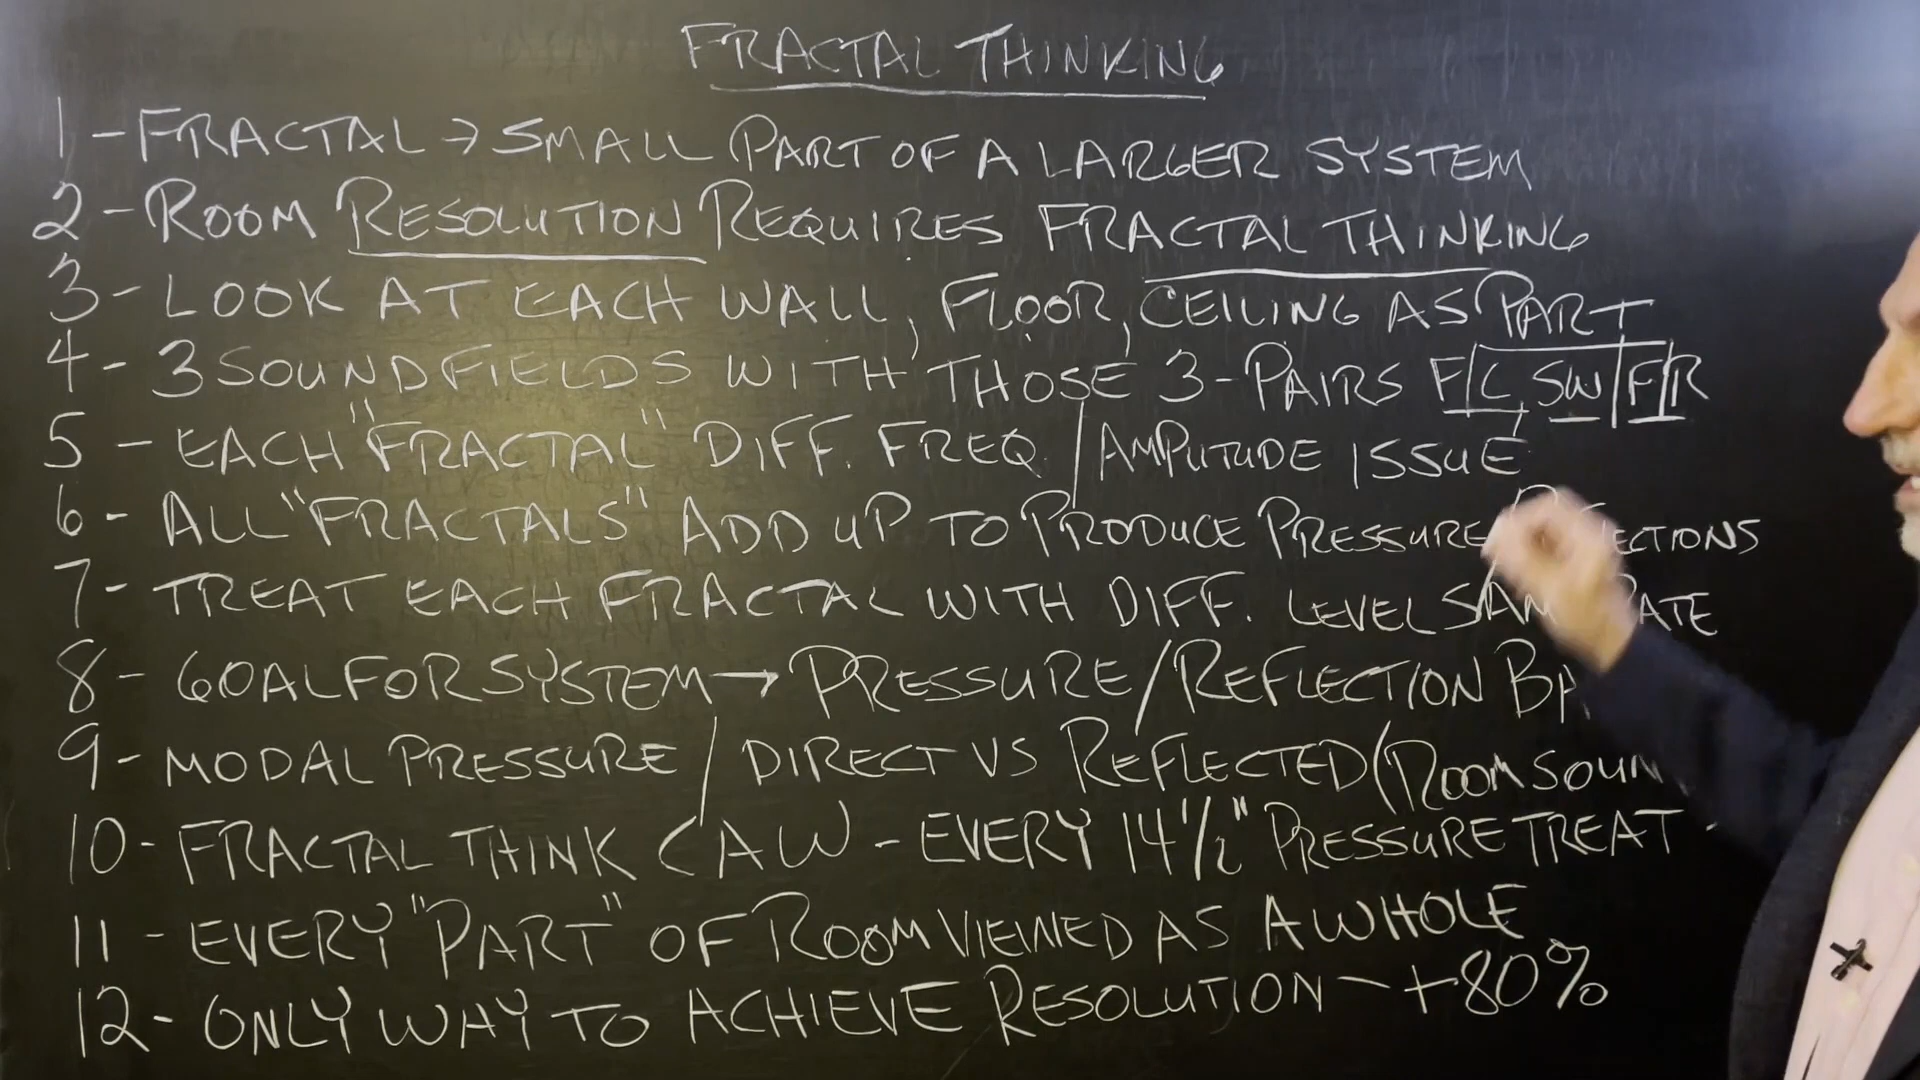 FRACTAL THINKING
1 - FRACTAL → SMALL PART OF A LARGER SYSTEM
2 - ROOM RESOLUTION REQUIRES FRACTAL THINKING
3 - LOOK AT EACH WALL, FLOOR, CEILING AS PART
4 - 3 SOUNDFIELDS WITH THOSE 3-PAIRS F/C, SW/F/R
5 - EACH "FRACTAL" DIFF. FREQ / AMPLITUDE ISSUE
6 - ALL "FRACTALS" ADD UP TO PRODUCE PRESSURE
7 - TREAT EACH FRACTAL WITH DIFF. LEVEL
8 - GOAL FOR SYSTEM → PRESSURE/REFLECTION
9 - MODAL PRESSURE / DIRECT VS REFLECTED (ROOM
10 - FRACTAL THINK CAW - EVERY 14 1/2" PRESSURE TREAT
11 - EVERY "PART" OF ROOM VIEWED AS A WHOLE
12 - ONLY WAY TO ACHIEVE RESOLUTION - +80%